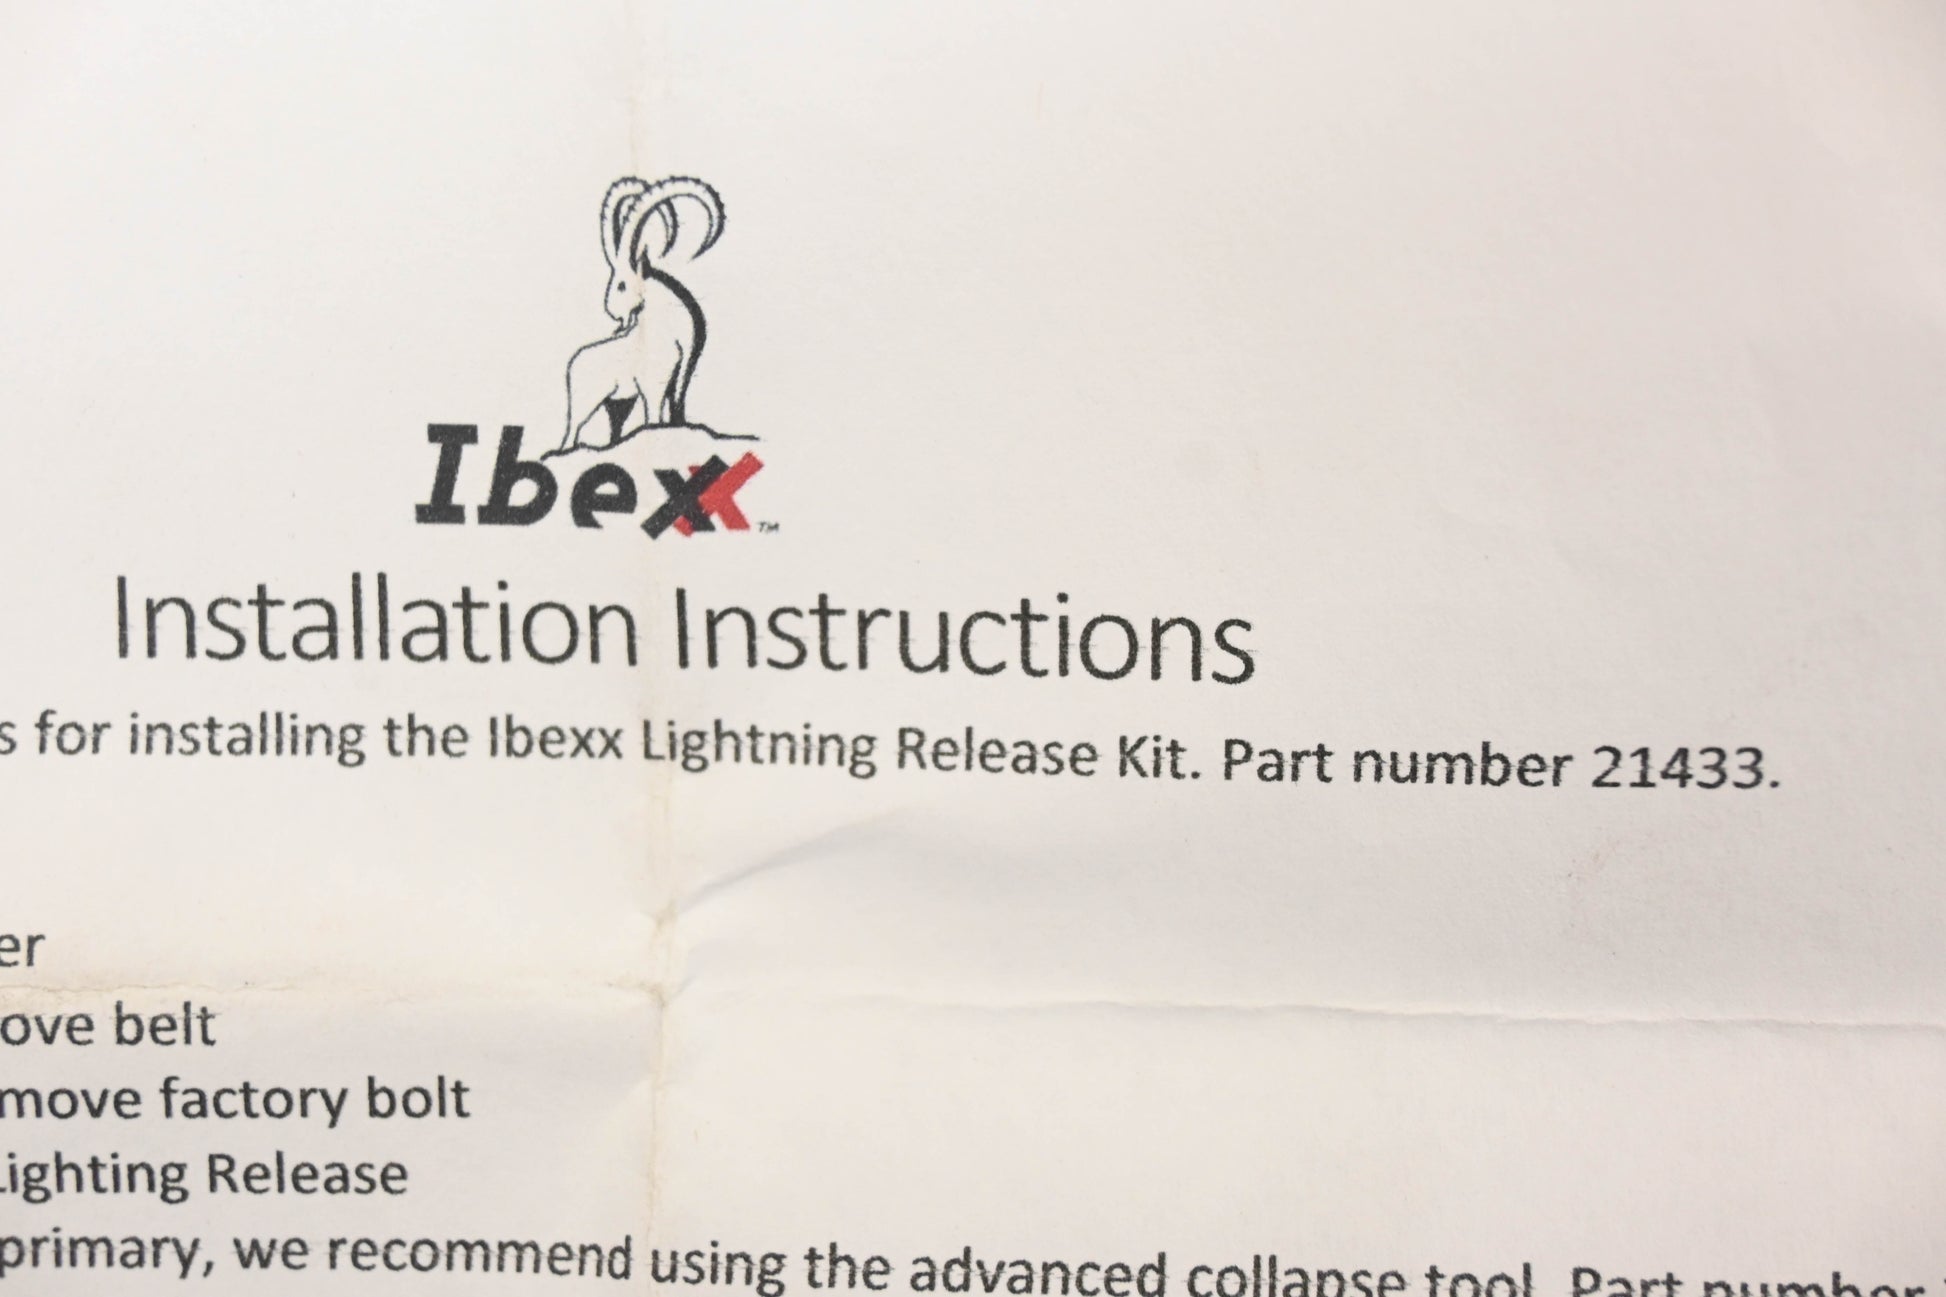 Ibexx™
Installation Instructions
s for installing the Ibexx Lightning Release Kit. Part number 21433.
er
ove belt
move factory bolt
Lighting Release
primary, we recommend using the advanced collapse tool. Part number